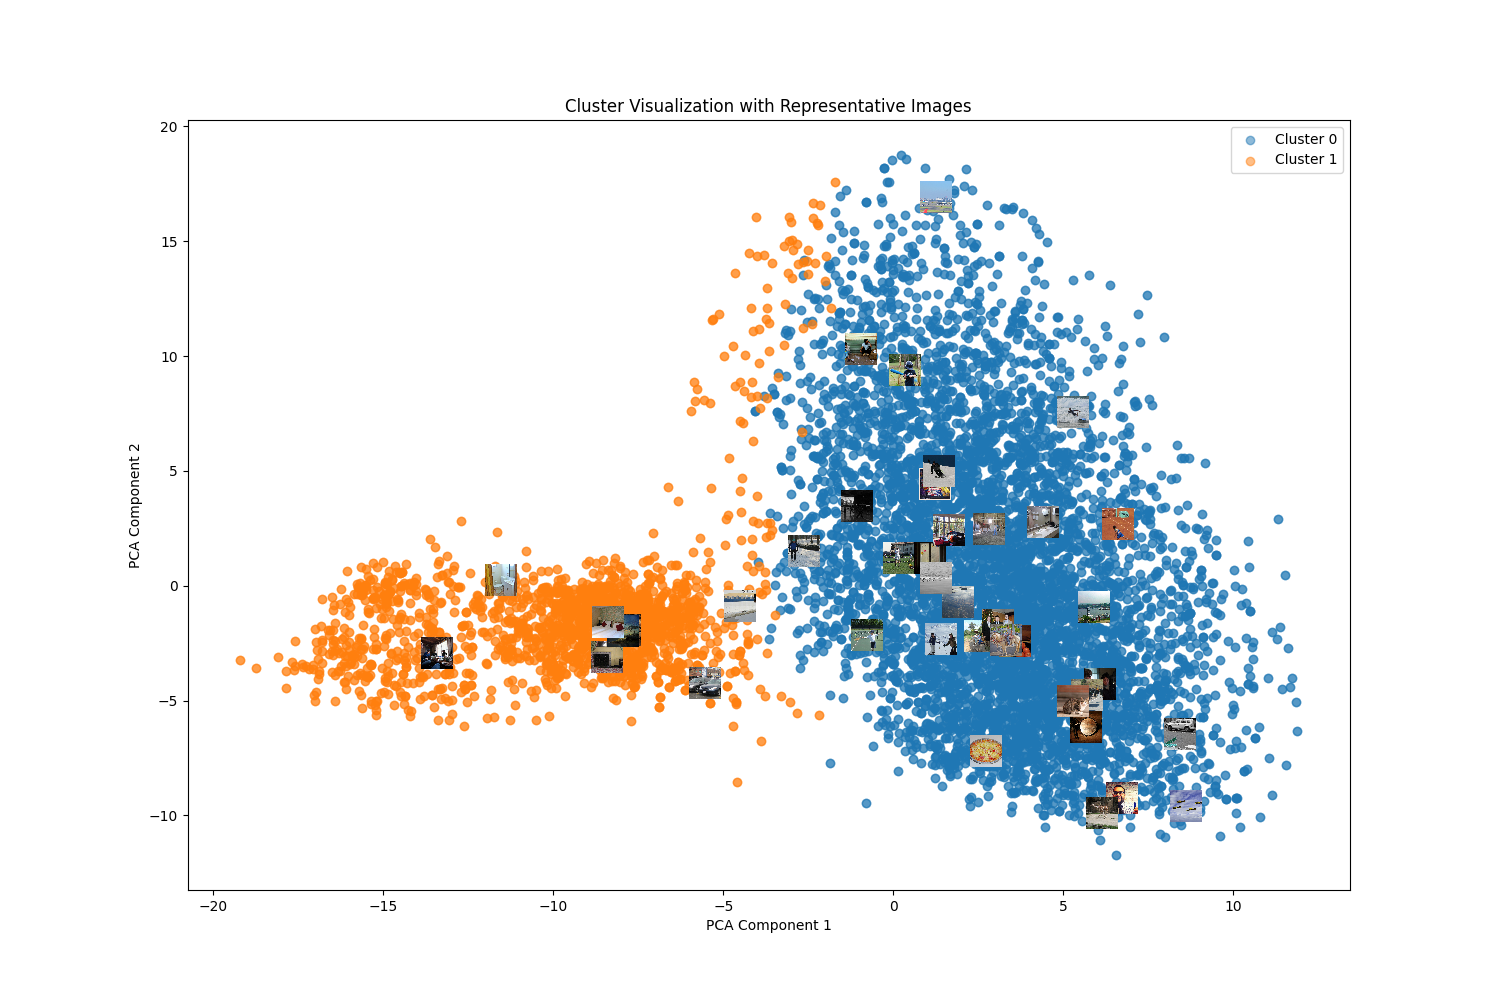 Cluster Visualization with Representative Images
Cluster 0
Cluster 1
20
15
10
5
0
−5
−10
PCA Component 2
−20
−15
−10
−5
0
5
10
PCA Component 1